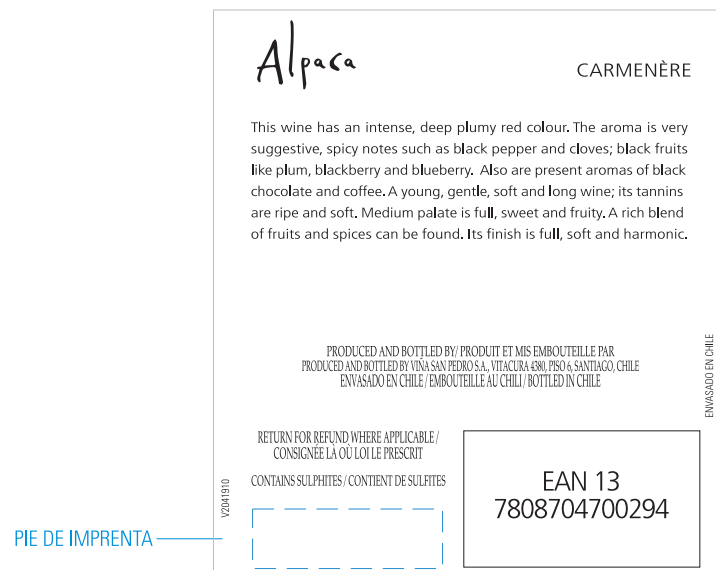 Alpaca
CARMENÈRE
This wine has an intense, deep plumy red colour. The aroma is very
suggestive, spicy notes such as black pepper and cloves; black fruits
like plum, blackberry and blueberry. Also are present aromas of black
chocolate and coffee. A young, gentle, soft and long wine; its tannins
are ripe and soft. Medium palate is full, sweet and fruity. A rich blend
of fruits and spices can be found. Its finish is full, soft and harmonic.
PRODUCED AND BOTTLED BY/ PRODUIT ET MIS EMBOUTEILLE PAR
PRODUCED AND BOTTLED BY VIÑA SAN PEDRO S.A., VITACURA 4380, PISO 6, SANTIAGO, CHILE
ENVASADO EN CHILE / EMBOUTEILLE AU CHILI / BOTTLED IN CHILE
ENVASADO EN CHILE
RETURN FOR REFUND WHERE APPLICABLE /
CONSIGNÉE LÀ OÙ LOI LE PRESCRIT
CONTAINS SULPHITES / CONTIENT DE SULFITES
V2041910
EAN 13
7808704700294
PIE DE IMPRENTA